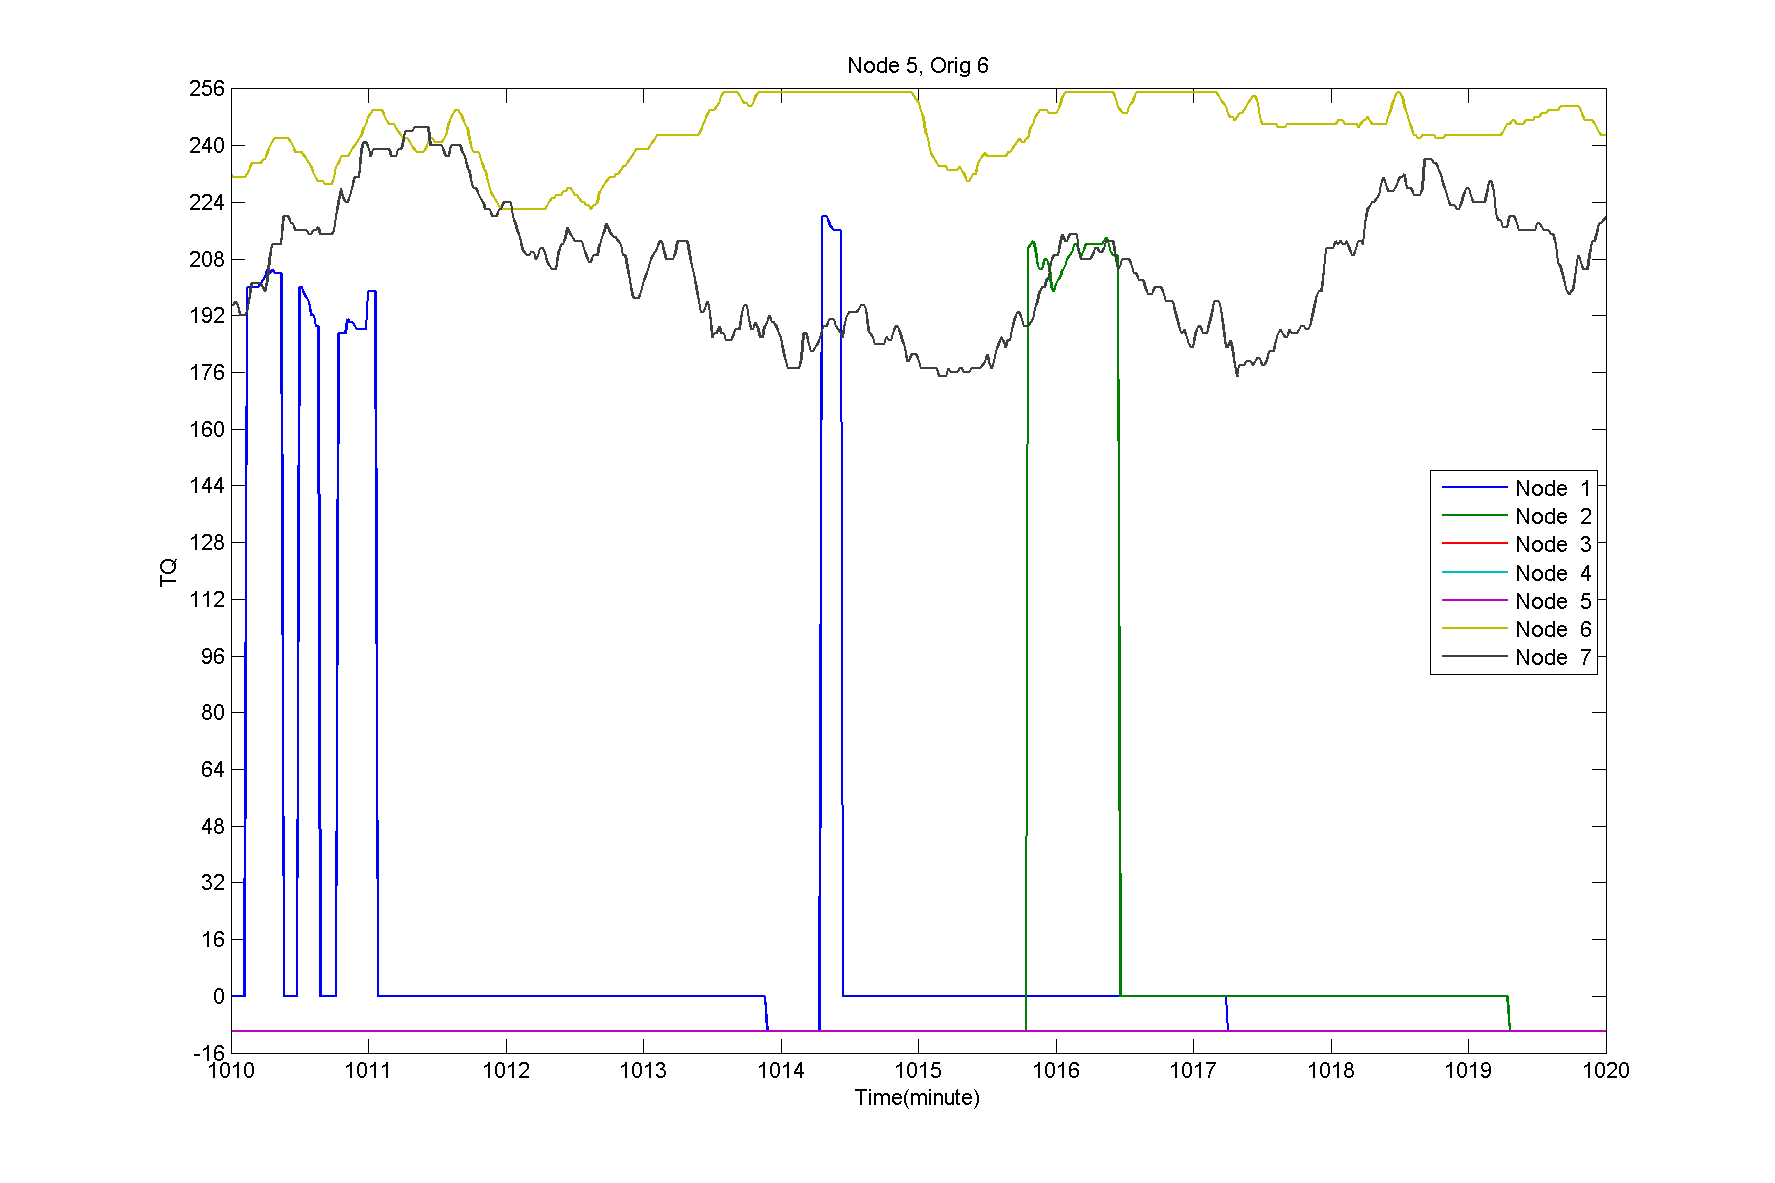 Node 5, Orig 6
256
240
224
208
192
176
160
144
128
112
96
80
64
48
32
16
0
-16
TQ
Node 1
Node 2
Node 3
Node 4
Node 5
Node 6
Node 7
1010 1011 1012 1013 1014 1015 1016 1017 1018 1019 1020
Time(minute)